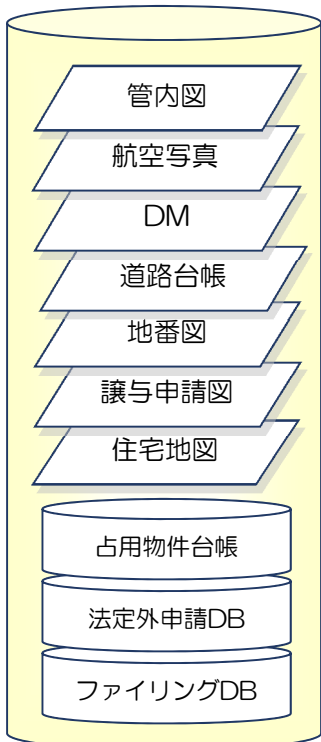 管内図
航空写真
DM
道路台帳
地番図
譲与申請図
住宅地図
占用物件台帳
法定外申請DB
ファイリングDB